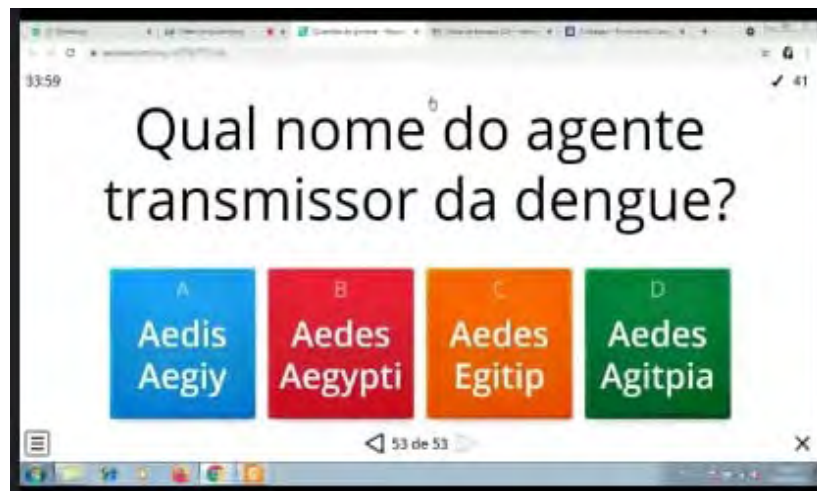 33:59
✓ 41
Qual nome do agente
transmissor da dengue?
A
Aedis
Aegiy
B
Aedes
Aegypti
C
Aedes
Egitip
D
Aedes
Agitpia
53 de 53